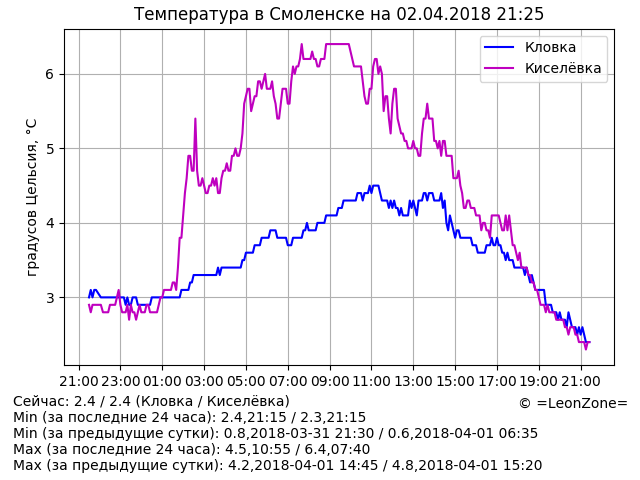 Температура в Смоленске на 02.04.2018 21:25
Кловка
Киселёвка
градусов Цельсия, °C
6
5
4
3
21:00 23:00 01:00 03:00 05:00 07:00 09:00 11:00 13:00 15:00 17:00 19:00 21:00
Сейчас: 2.4 / 2.4 (Кловка / Киселёвка)
© =LeonZone=
Min (за последние 24 часа): 2.4,21:15 / 2.3,21:15
Min (за предыдущие сутки): 0.8,2018-03-31 21:30 / 0.6,2018-04-01 06:35
Max (за последние 24 часа): 4.5,10:55 / 6.4,07:40
Max (за предыдущие сутки): 4.2,2018-04-01 14:45 / 4.8,2018-04-01 15:20